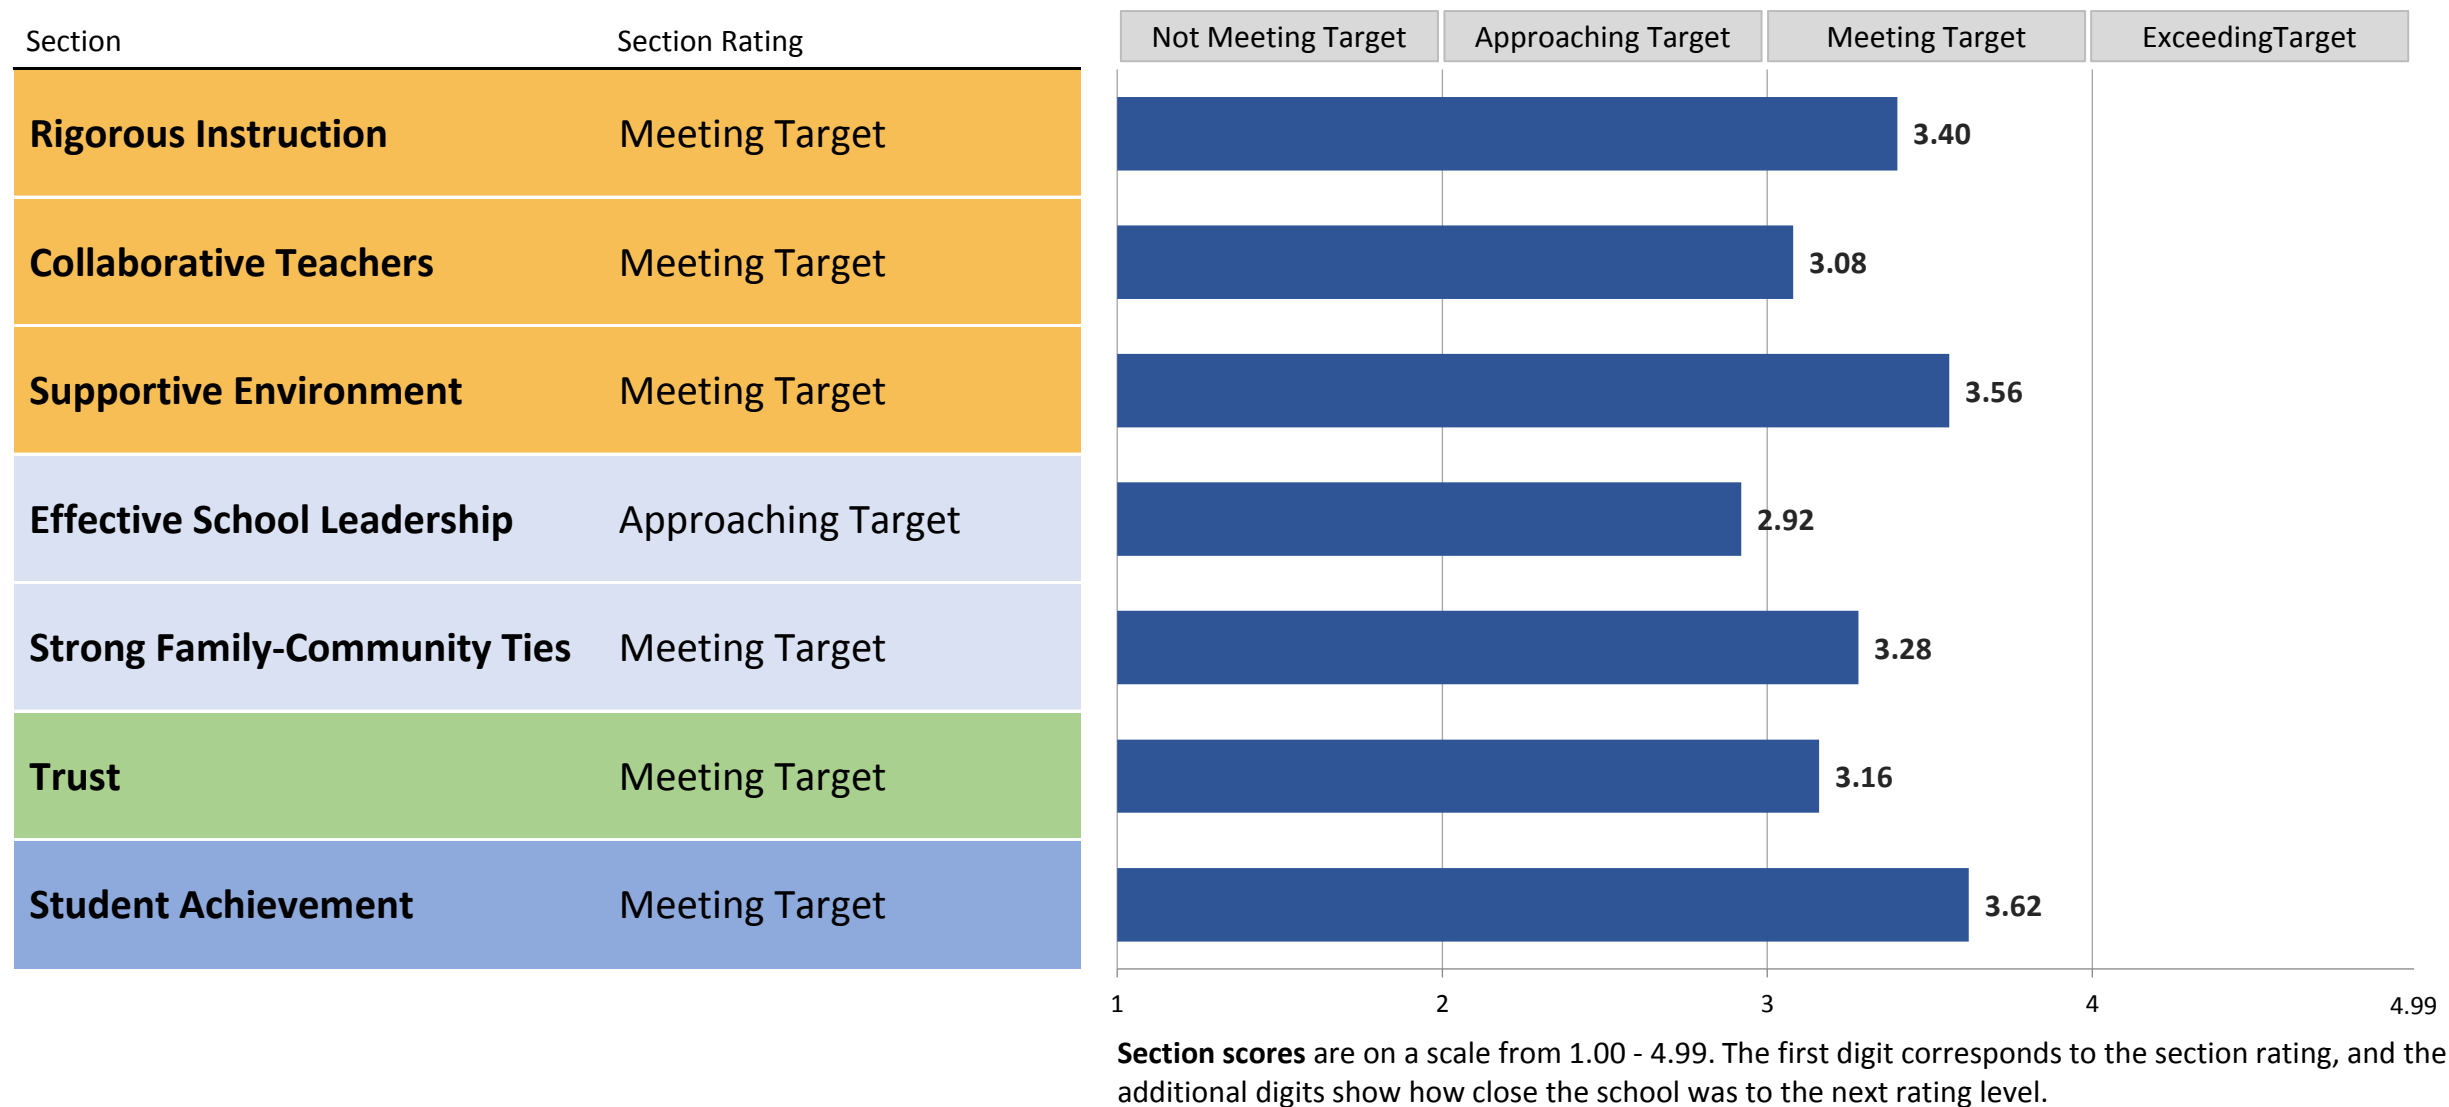 Section Section Rating Not Meeting Target Approaching Target Meeting Target ExceedingTarget
Rigorous Instruction Meeting Target 3.40
Collaborative Teachers Meeting Target 3.08
Supportive Environment Meeting Target 3.56
Effective School Leadership Approaching Target 2.92
Strong Family-Community Ties Meeting Target 3.28
Trust Meeting Target 3.16
Student Achievement Meeting Target 3.62
1 2 3 4 4.99
Section scores are on a scale from 1.00 - 4.99. The first digit corresponds to the section rating, and the
additional digits show how close the school was to the next rating level.